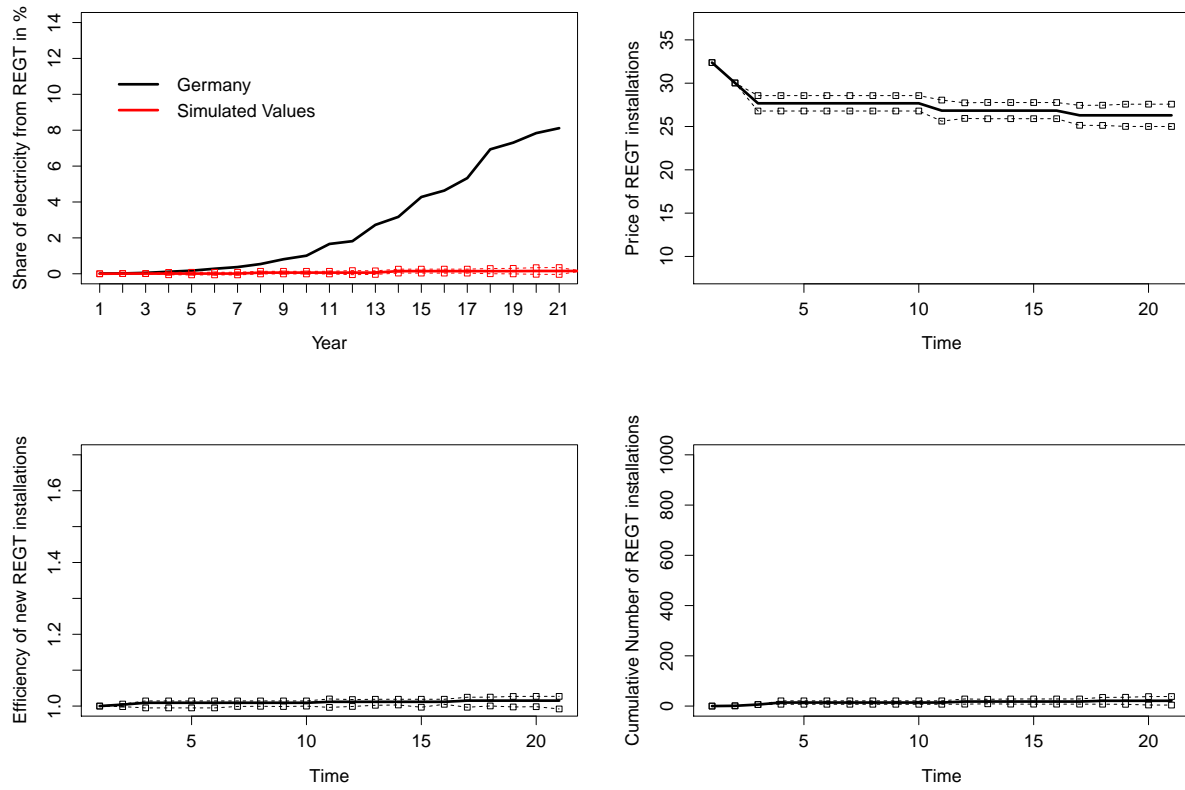 Share of electricity from REGT in %
14
12
10
8
6
4
2
0
Germany
Simulated Values
1 3 5 7 9 11 13 15 17 19 21
Year
Price of REGT installations
35
30
25
20
15
10
5 10 15 20
Time
Efficiency of new REGT installations
1.6
1.4
1.2
1.0
5 10 15 20
Time
Cumulative Number of REGT installations
1000
800
600
400
200
0
5 10 15 20
Time